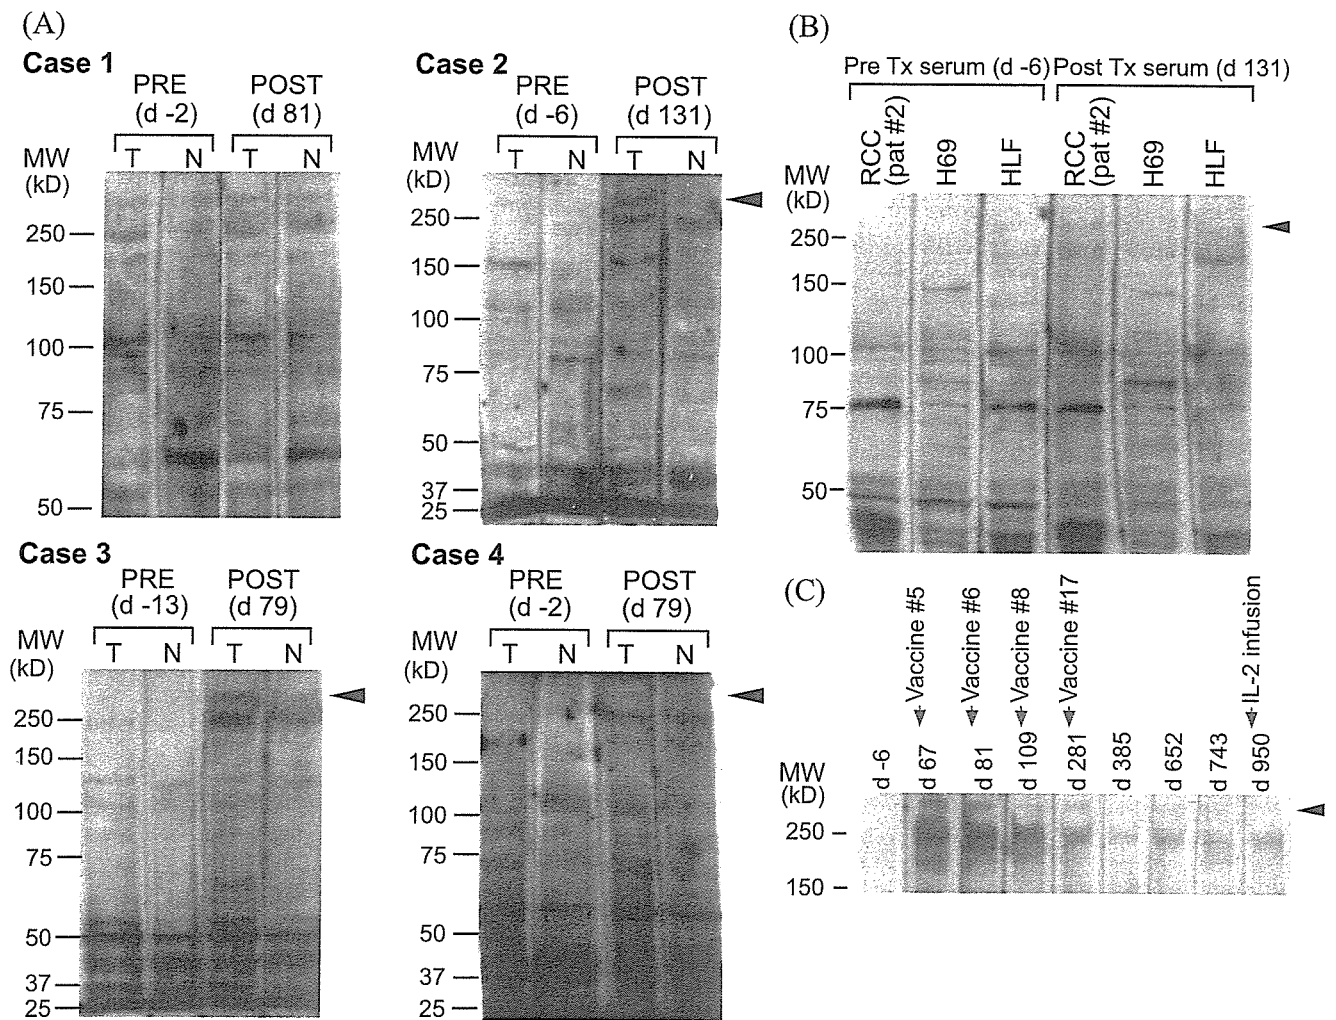 (A)
Case 1
PRE
(d -2)
POST
(d 81)
T N T N
MW
(kD)
250
150
100
75
50
Case 2
PRE
(d -6)
POST
(d 131)
T N T N
MW
(kD)
250
150
100
75
50
37
25
Case 3
PRE
(d -13)
POST
(d 79)
T N T N
MW
(kD)
250
150
100
75
50
37
25
Case 4
PRE
(d -2)
POST
(d 79)
T N T N
MW
(kD)
250
150
100
75
50
37
25
(B)
Pre Tx serum (d -6) Post Tx serum (d 131)
RCC
(pat #2)
H69
HLF
RCC
(pat #2)
H69
HLF
MW
(kD)
250
150
100
75
50
(C)
Vaccine #5
Vaccine #6
Vaccine #8
Vaccine #17
IL-2 infusion
d -6
d 67
d 81
d 109
d 281
d 385
d 652
d 743
d 950
MW
(kD)
250
150